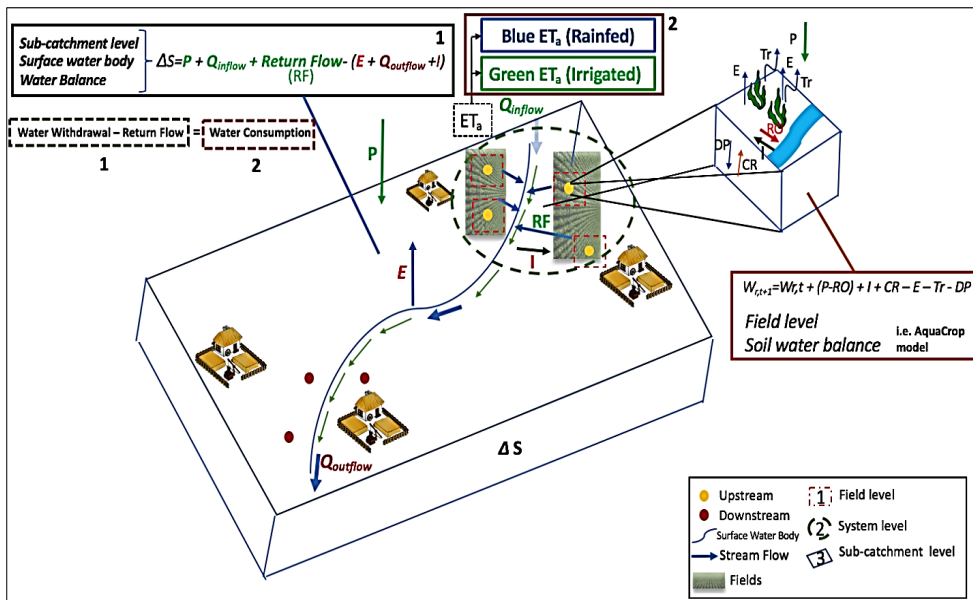 1
Sub-catchment level
Surface water body
Water Balance
ΔS=P + Qinflow + Return Flow- (E + Qoutflow +I)
(RF)
2
Blue ETa (Rainfed)
Green ETa (Irrigated)
ETa
Qinflow
Water Withdrawal – Return Flow = Water Consumption
1 2
P
P
Tr
E
E
Tr
RO
I
DP
CR
RF
I
E
Wr,t+1=Wr,t + (P-RO) + I + CR – E – Tr - DP
Field level
Soil water balance
i.e. AquaCrop
model
Qoutflow
Δ S
Upstream
Downstream
Surface Water Body
Stream Flow
Fields
1 Field level
2 System level
3 Sub-catchment level